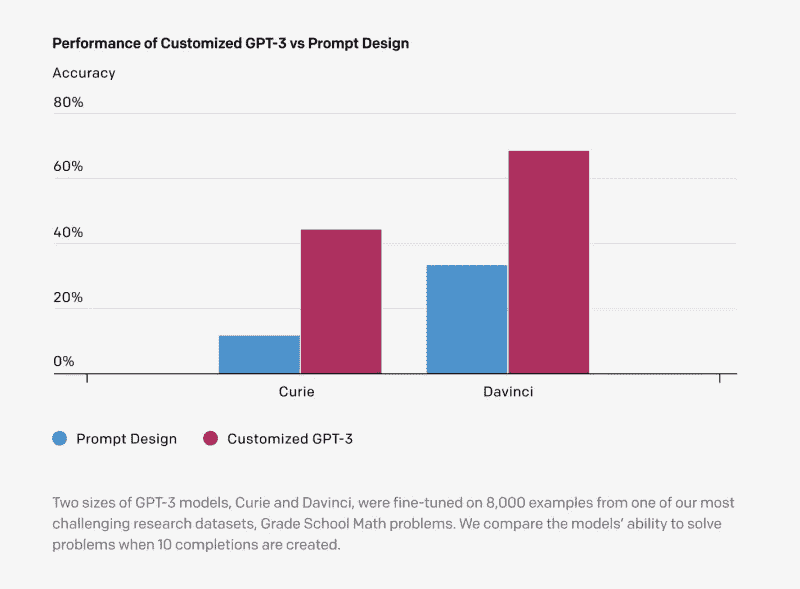 Performance of Customized GPT-3 vs Prompt Design
Accuracy
80%
60%
40%
20%
0%
Curie
Davinci
Prompt Design
Customized GPT-3
Two sizes of GPT-3 models, Curie and Davinci, were fine-tuned on 8,000 examples from one of our most
challenging research datasets, Grade School Math problems. We compare the models' ability to solve
problems when 10 completions are created.